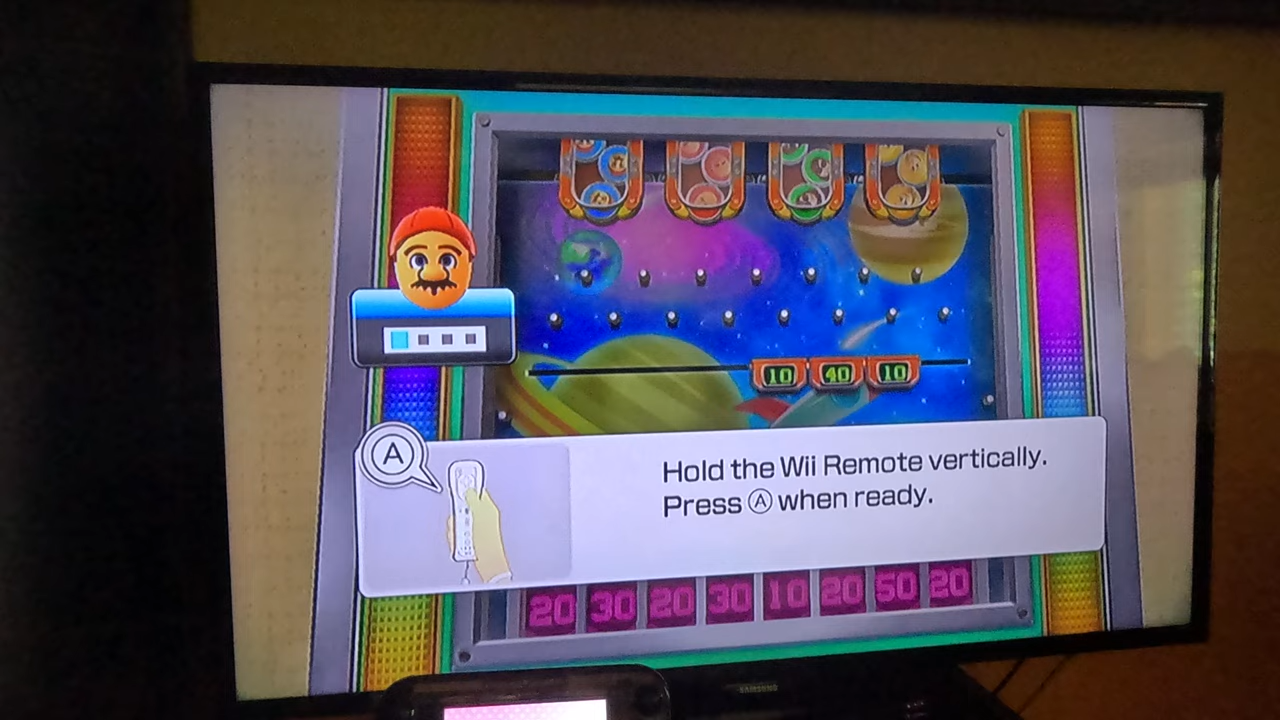 10 40 10
A
Hold the Wii Remote vertically.
Press A when ready.
20 30 20 30 10 20 50 20
SAMSUNG